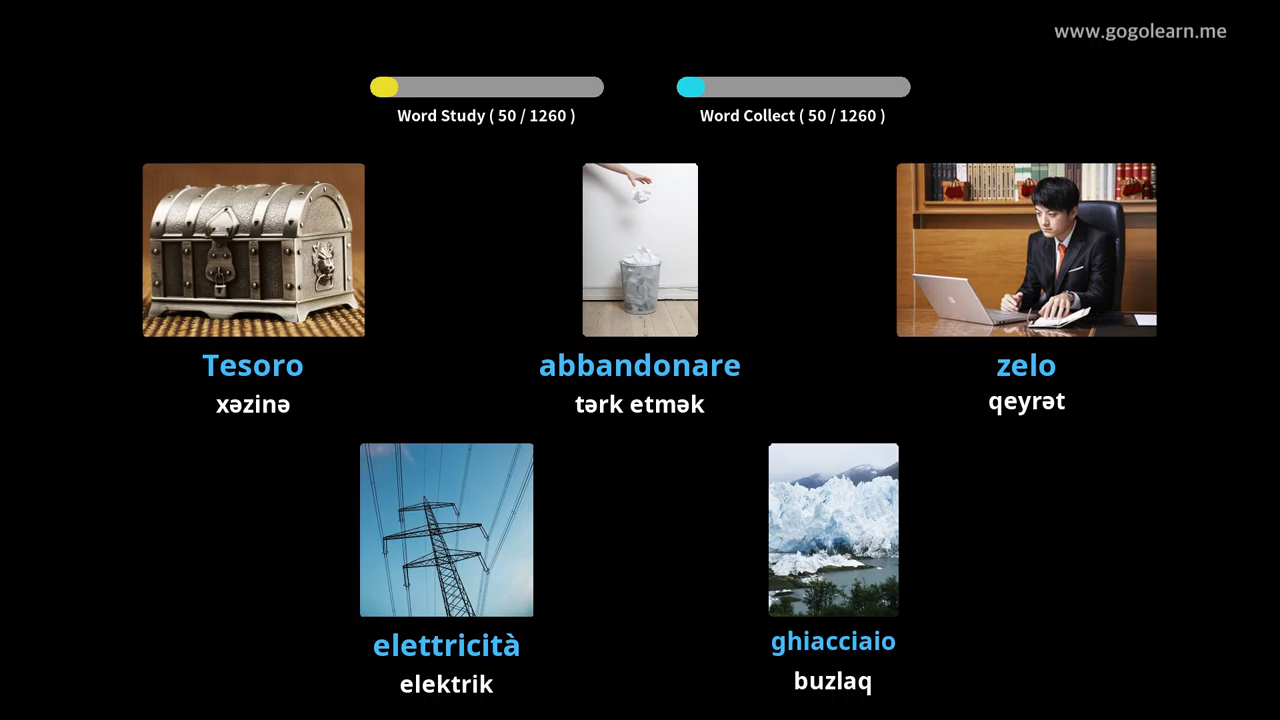 www.gogolearn.me
Word Study ( 50 / 1260 )
Word Collect ( 50 / 1260 )
Tesoro
xəzinə
abbandonare
tərk etmək
zelo
qeyrət
elettricità
elektrik
ghiacciaio
buzlaq